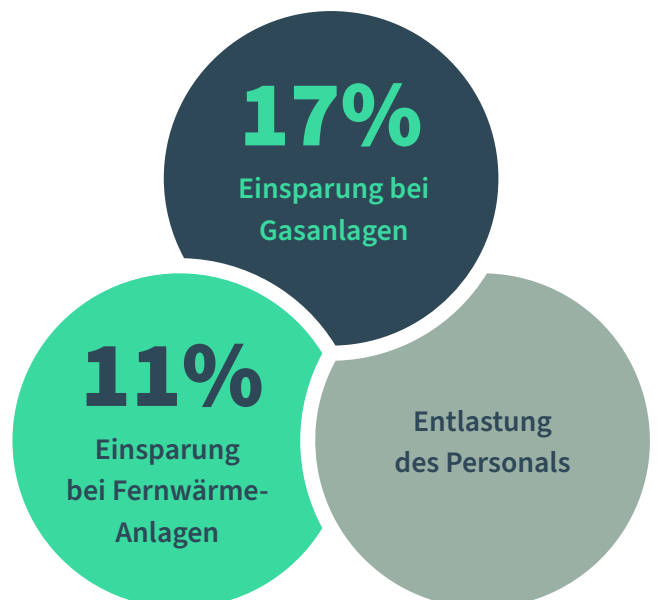 17%
Einsparung bei
Gasanlagen
11%
Einsparung
bei Fernwärme-
Anlagen
Entlastung
des Personals